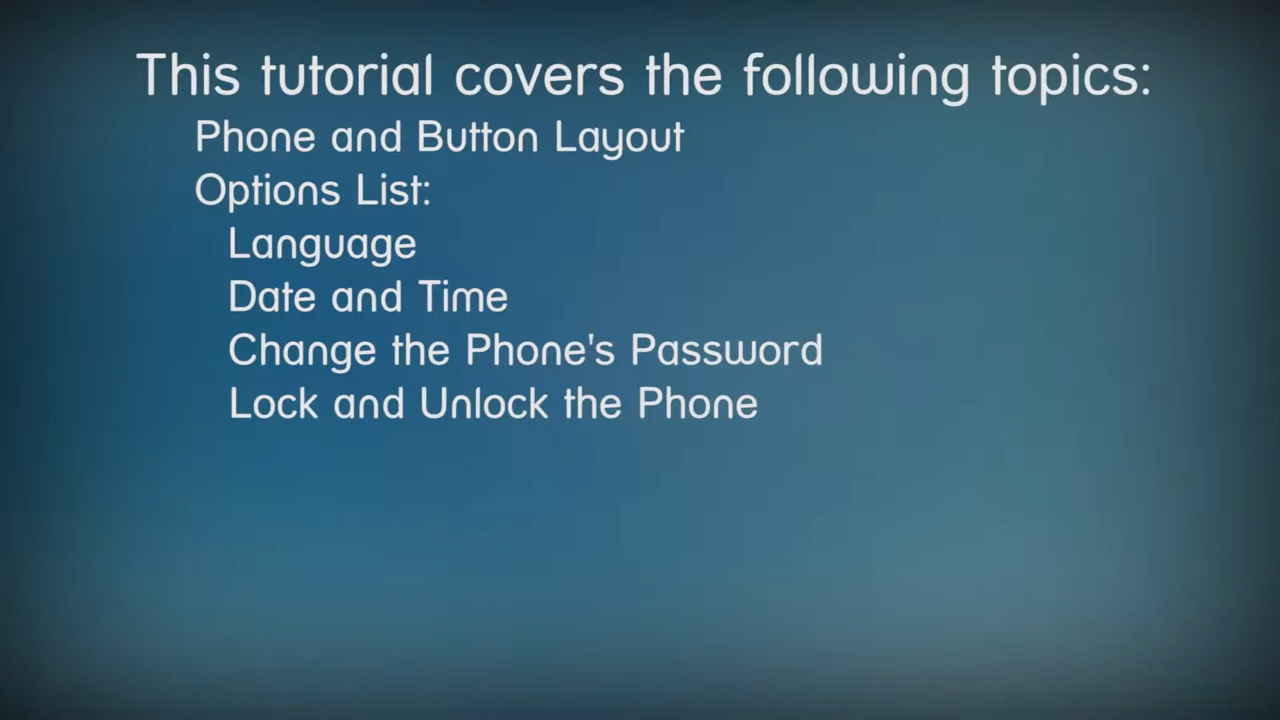 This tutorial covers the following topics:
Phone and Button Layout
Options List:
Language
Date and Time
Change the Phone's Password
Lock and Unlock the Phone